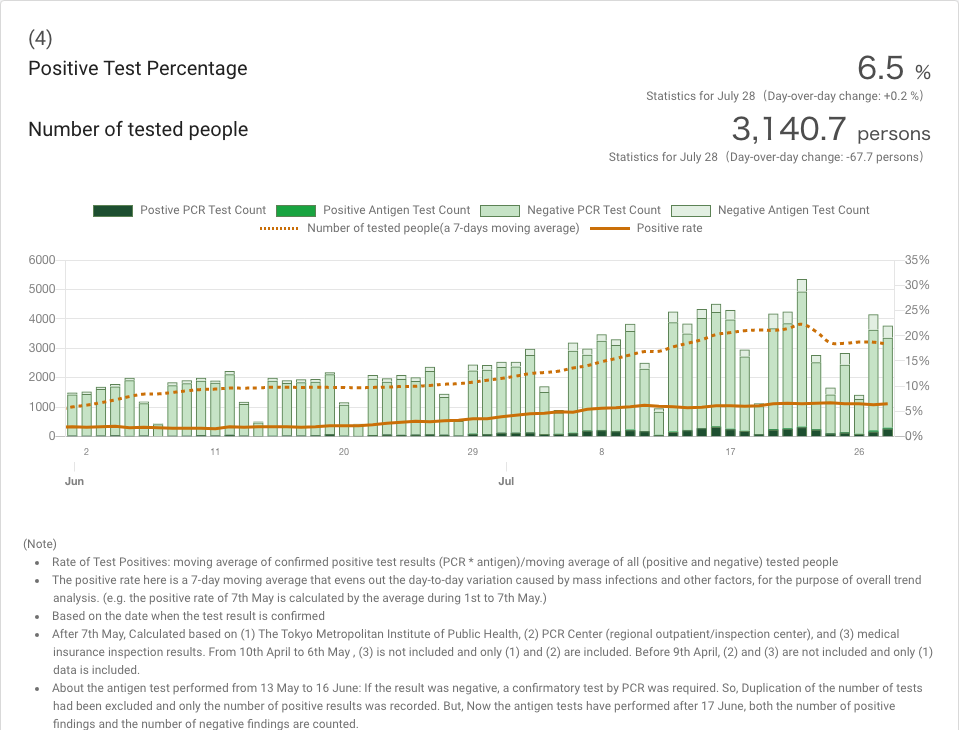 (4)
Positive Test Percentage
6.5 %
Statistics for July 28 (Day-over-day change: +0.2 %)
Number of tested people
3,140.7 persons
Statistics for July 28 (Day-over-day change: -67.7 persons)
Postive PCR Test Count
Positive Antigen Test Count
Negative PCR Test Count
Negative Antigen Test Count
Number of tested people(a 7-days moving average)
Positive rate
6000
5000
4000
3000
2000
1000
0
35%
30%
25%
20%
15%
10%
5%
0%
2 11 20 29 8 17 26
Jun Jul
(Note)
Rate of Test Positives: moving average of confirmed positive test results (PCR * antigen)/moving average of all (positive and negative) tested people
The positive rate here is a 7-day moving average that evens out the day-to-day variation caused by mass infections and other factors, for the purpose of overall trend
analysis. (e.g. the positive rate of 7th May is calculated by the average during 1st to 7th May.)
Based on the date when the test result is confirmed
After 7th May, Calculated based on (1) The Tokyo Metropolitan Institute of Public Health, (2) PCR Center (regional outpatient/inspection center), and (3) medical
insurance inspection results. From 10th April to 6th May , (3) is not included and only (1) and (2) are included. Before 9th April, (2) and (3) are not included and only (1)
data is included.
About the antigen test performed from 13 May to 16 June: If the result was negative, a confirmatory test by PCR was required. So, Duplication of the number of tests
had been excluded and only the number of positive results was recorded. But, Now the antigen tests have performed after 17 June, both the number of positive
findings and the number of negative findings are counted.